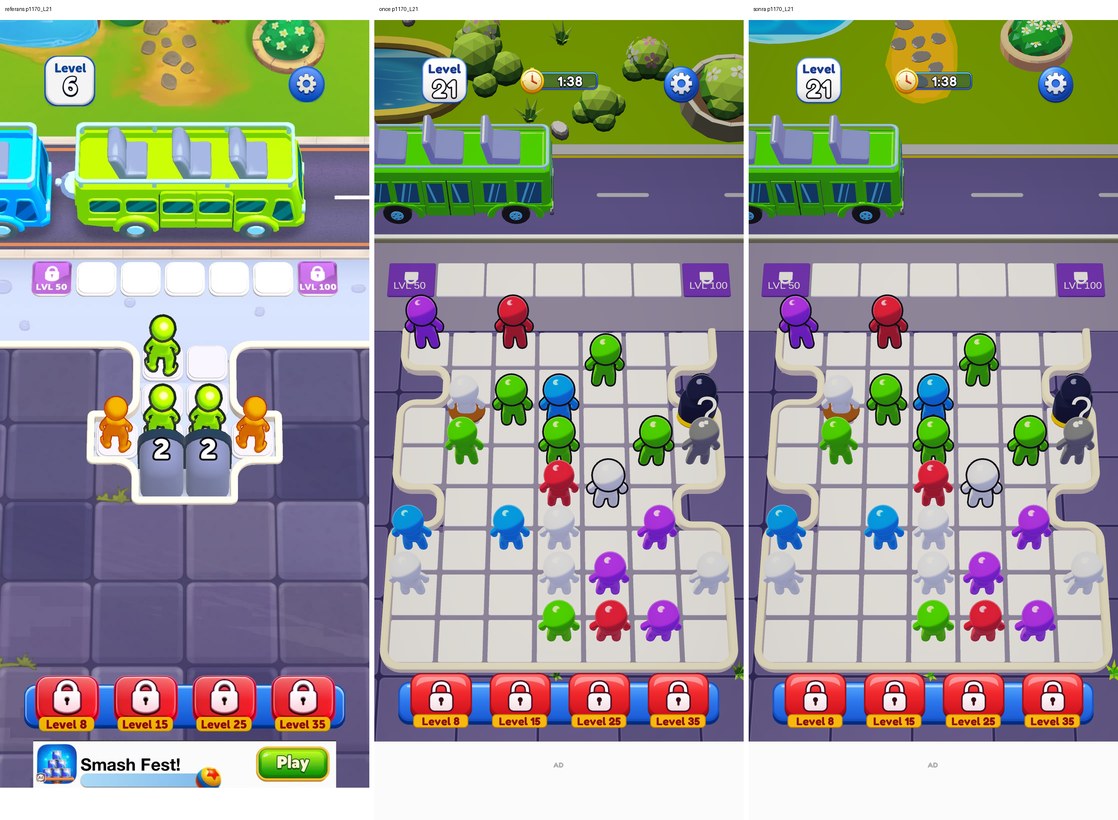 referans p1170_L21
Level
6
LVL 50
LVL 100
2
2
Level 8
Level 15
Level 25
Level 35
Smash Fest!
Play
once p1170_L21
Level
21
1:38
LVL 50
LVL 100
?
Level 8
Level 15
Level 25
Level 35
AD
sonra p1170_L21
Level
21
1:38
LVL 50
LVL 100
?
Level 8
Level 15
Level 25
Level 35
AD